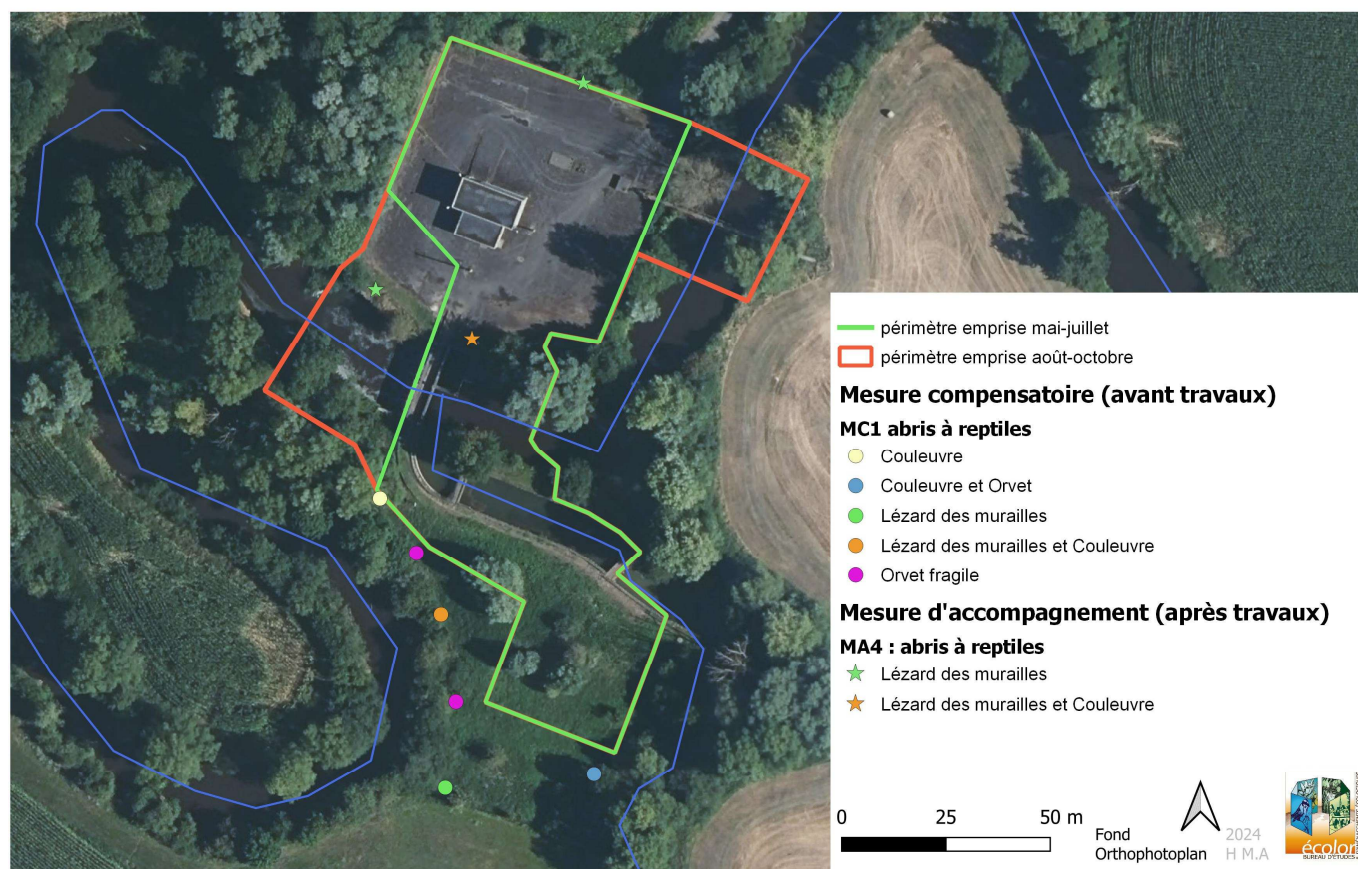 périmètre emprise mai-juillet
périmètre emprise août-octobre
Mesure compensatoire (avant travaux)
MC1 abris à reptiles
Couleuvre
Couleuvre et Orvet
Lézard des murailles
Lézard des murailles et Couleuvre
Orvet fragile
Mesure d'accompagnement (après travaux)
MA4 : abris à reptiles
Lézard des murailles
Lézard des murailles et Couleuvre
0 25 50 m
Fond
Orthophotoplan
2024
H M.A
écolor
BUREAU D'ÉTUDES